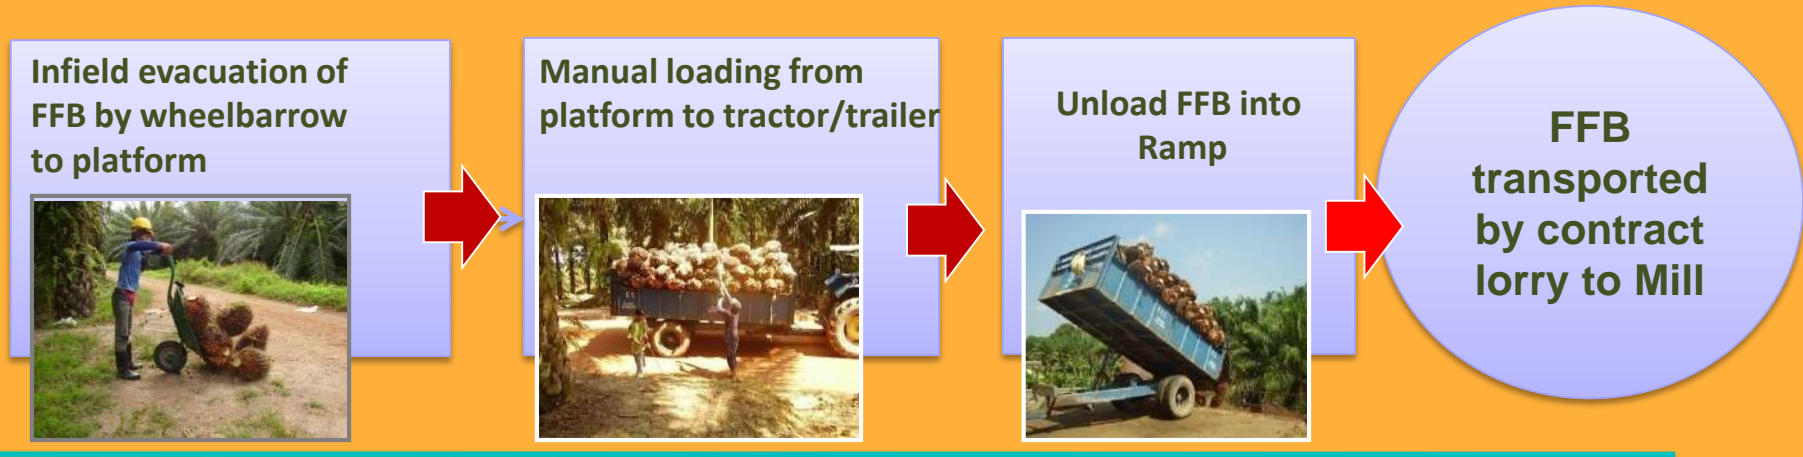 Infield evacuation of
FFB by wheelbarrow
to platform
Manual loading from
platform to tractor/trailer
Unload FFB into
Ramp
FFB
transported
by contract
lorry to Mill